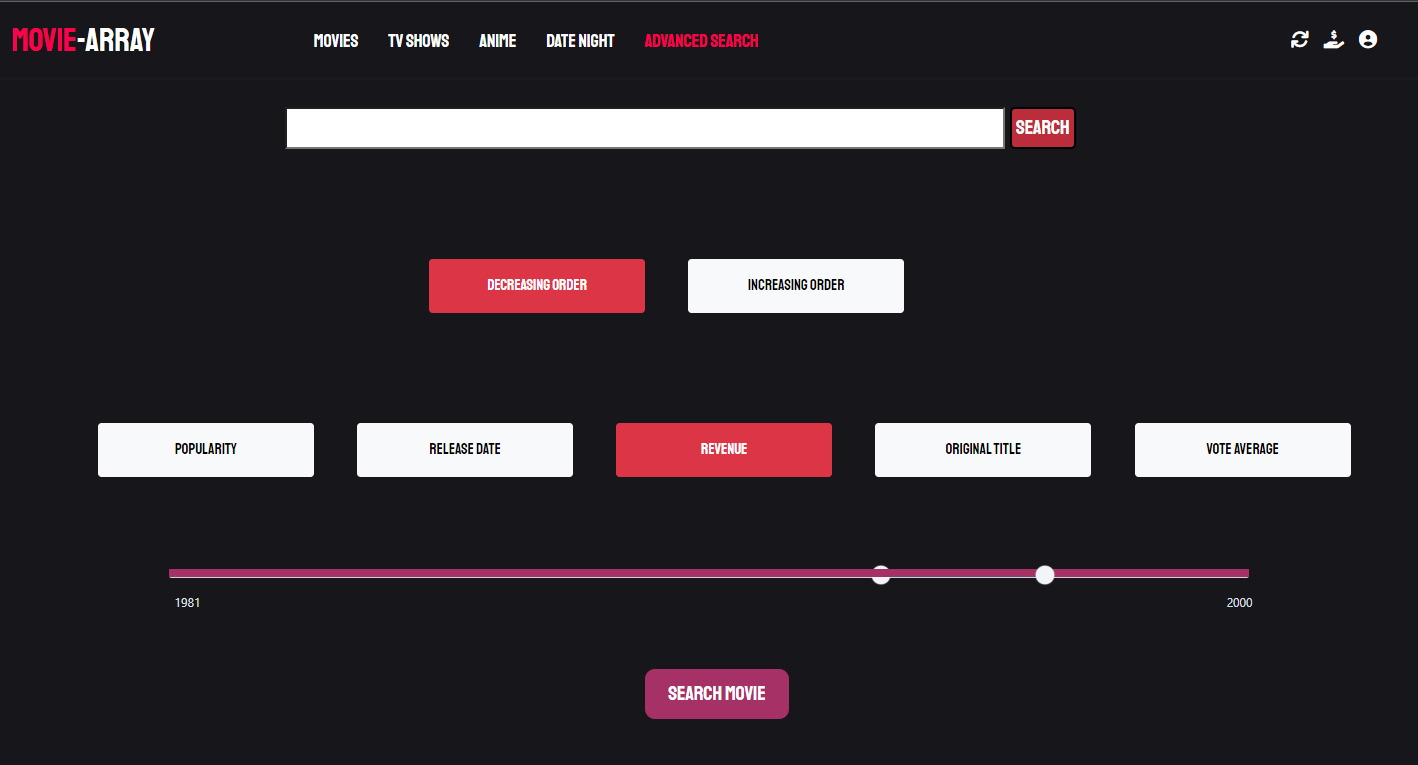 MOVIE-ARRAY
MOVIES TV SHOWS ANIME DATE NIGHT ADVANCED SEARCH
SEARCH
DECREASING ORDER INCREASING ORDER
POPULARITY RELEASE DATE REVENUE ORIGINAL TITLE VOTE AVERAGE
1981 2000
SEARCH MOVIE